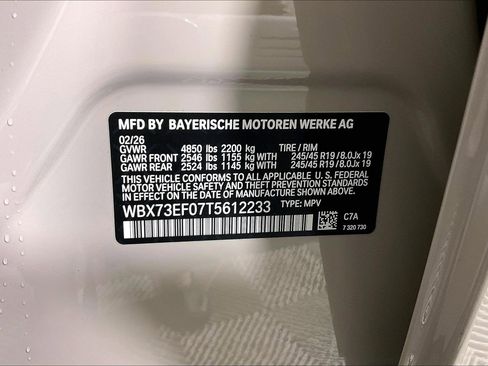 MFD BY BAYERISCHE MOTOREN WERKE AG
02/26
GVWR 4850 lbs 2200 kg TIRE / RIM
GAWR FRONT 2546 lbs 1155 kg WITH 245/45 R19 /8.0Jx 19
GAWR REAR 2524 lbs 1145 kg WITH 245/45 R19 /8.0Jx 19
THIS VEHICLE CONFORMS TO ALL APPLICABLE U.S. FEDERAL
MOTOR VEHICLE SAFETY, BUMPER, AND THEFT PREVENTION STANDARDS
IN EFFECT ON THE DATE OF MANUFACTURE SHOWN ABOVE.
WBX73EF07T5612233 TYPE: MPV
C7A
7 320 730